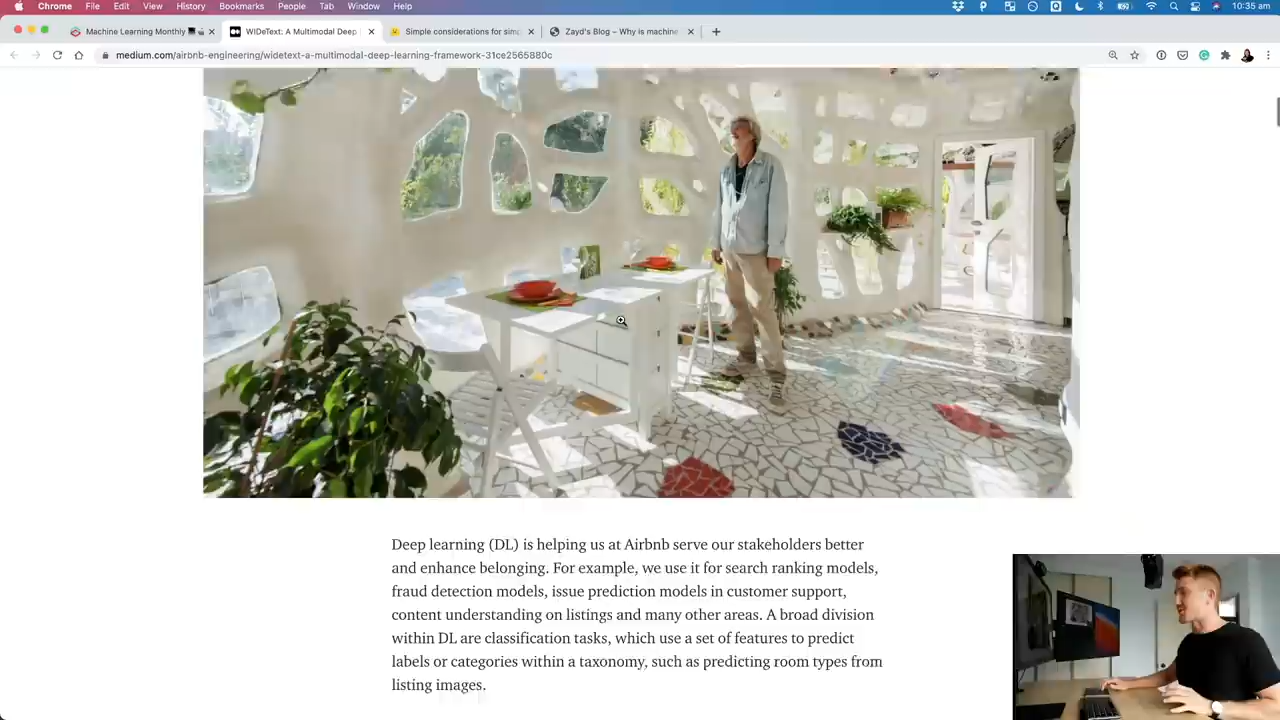 Chrome File Edit View History Bookmarks People Tab Window Help 10:35 am
Machine Learning Monthly WIDeText: A Multimodal Deep Simple considerations for sim Zayd's Blog – Why is machine
medium.com/airbnb-engineering/widetext-a-multimodal-deep-learning-framework-31ce2565880c
Deep learning (DL) is helping us at Airbnb serve our stakeholders better
and enhance belonging. For example, we use it for search ranking models,
fraud detection models, issue prediction models in customer support,
content understanding on listings and many other areas. A broad division
within DL are classification tasks, which use a set of features to predict
labels or categories within a taxonomy, such as predicting room types from
listing images.